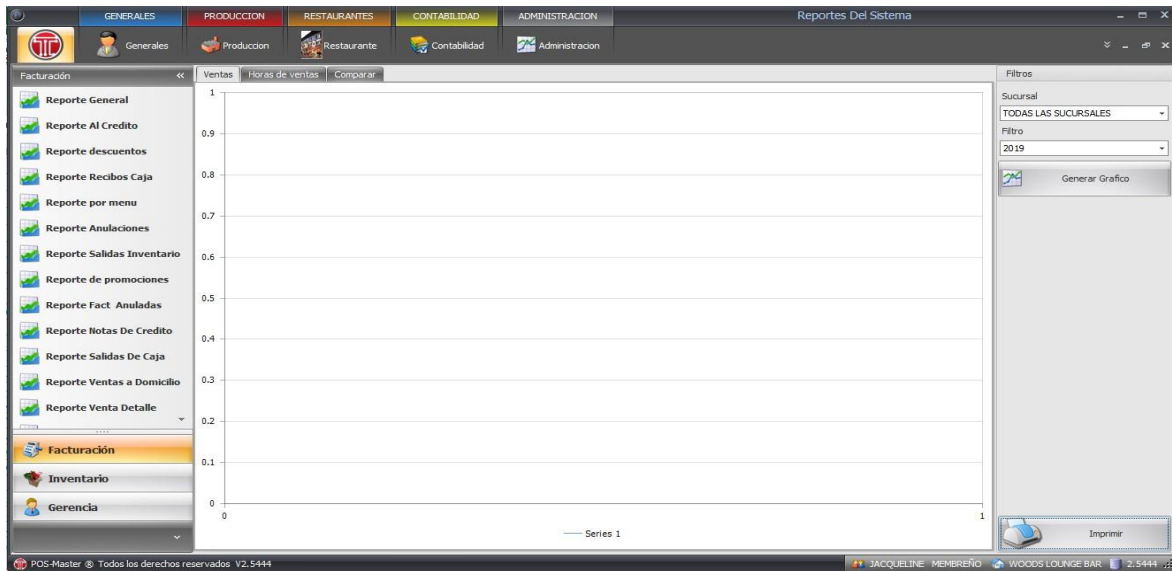 GENERALES PRODUCCION RESTAURANTES CONTABILIDAD ADMINISTRACION Reportes Del Sistema
Generales Produccion Restaurante Contabilidad Administracion
Facturación Ventas Horas de ventas Comparar Filtros
Reporte General
Reporte Al Credito
Reporte descuentos
Reporte Recibos Caja
Reporte por menu
Reporte Anulaciones
Reporte Salidas Inventario
Reporte de promociones
Reporte Fact Anuladas
Reporte Notas De Credito
Reporte Salidas De Caja
Reporte Ventas a Domicilio
Reporte Venta Detalle
Facturación
Inventario
Gerencia
1
0.9
0.8
0.7
0.6
0.5
0.4
0.3
0.2
0.1
0
0 1
Series 1
Sucursal
TODAS LAS SUCURSALES
Filtro
2019
Generar Grafico
Imprimir
POS-Master ® Todos los derechos reservados V2.5444 JACQUELINE MEMBREÑO WOODS LOUNGE BAR 2.5444